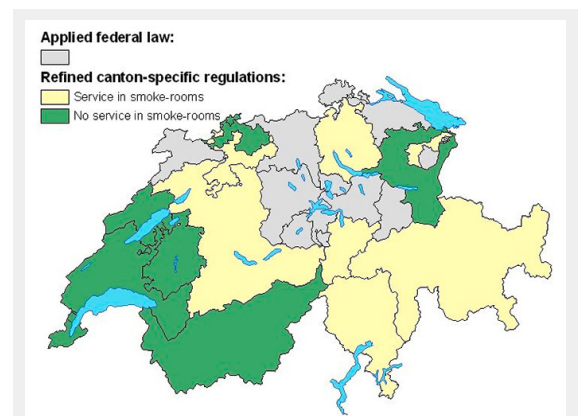 Applied federal law:
Refined canton-specific regulations:
Service in smoke-rooms
No service in smoke-rooms